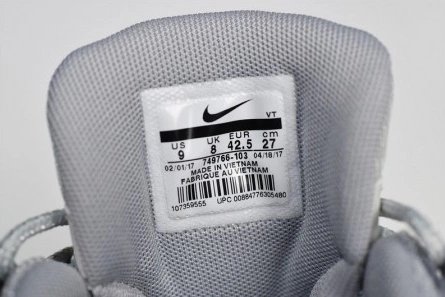 VT
US UK EUR cm
9 8 42.5 27
02/01/17 749766-103 04/18/17
MADE IN VIETNAM
FABRIQUE AU VIETNAM
107359555 UPC 00884776305480